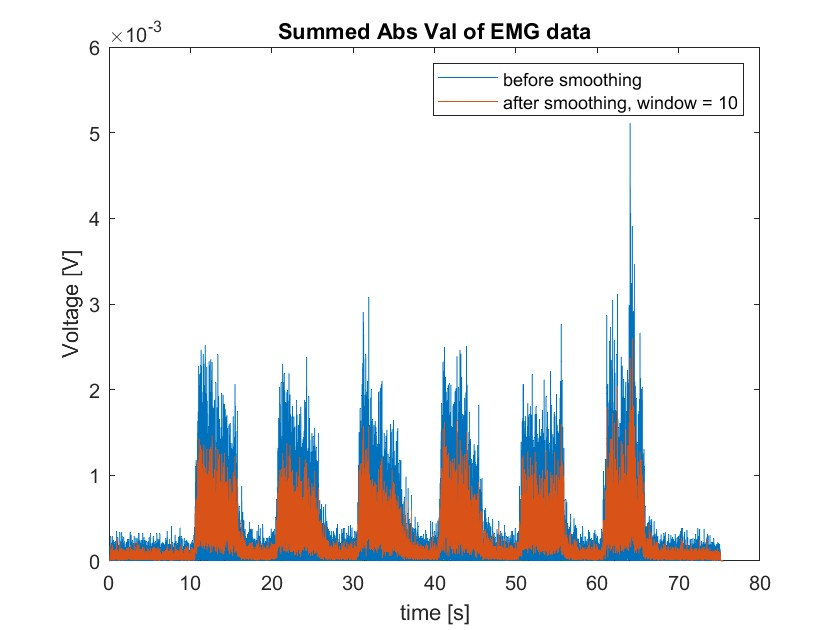 Summed Abs Val of EMG data
×10^-3
before smoothing
after smoothing, window = 10
6
5
4
3
2
1
0
Voltage [V]
0 10 20 30 40 50 60 70 80
time [s]